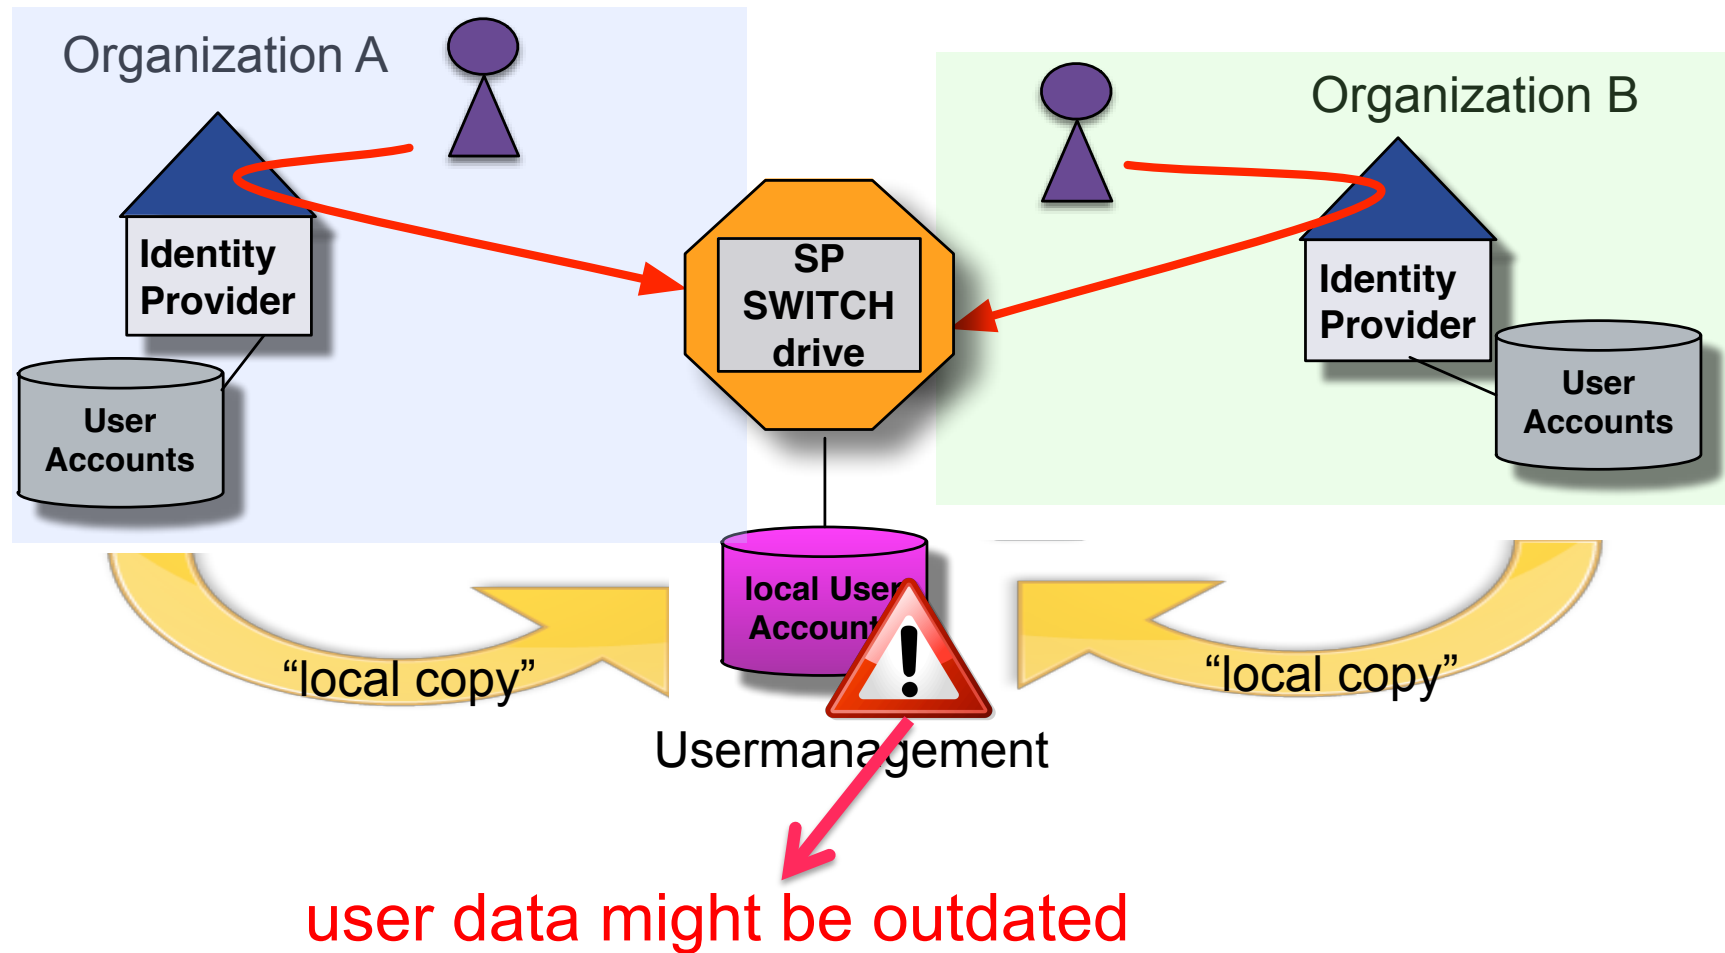 Organization A
Organization B
Identity
Provider
User
Accounts
SP
SWITCH
drive
Identity
Provider
User
Accounts
local User
Account
“local copy”
“local copy”
Usermanagement
user data might be outdated